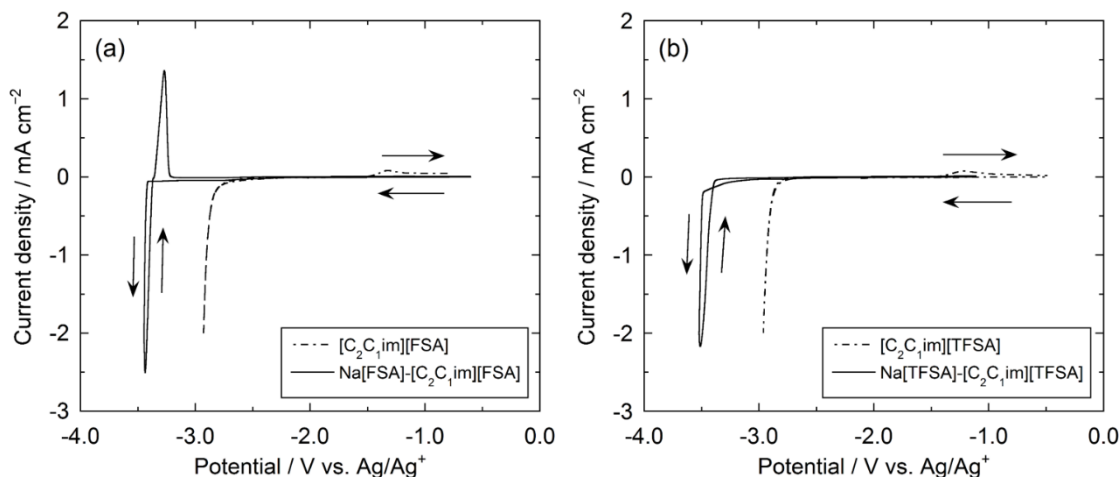 (a)
2
1
0
-1
-2
-3
-4.0 -3.0 -2.0 -1.0 0.0
Current density / mA cm⁻²
Potential / V vs. Ag/Ag⁺
[C₂C₁im][FSA]
Na[FSA]-[C₂C₁im][FSA]
(b)
2
1
0
-1
-2
-3
-4.0 -3.0 -2.0 -1.0 0.0
Current density / mA cm⁻²
Potential / V vs. Ag/Ag⁺
[C₂C₁im][TFSA]
Na[TFSA]-[C₂C₁im][TFSA]